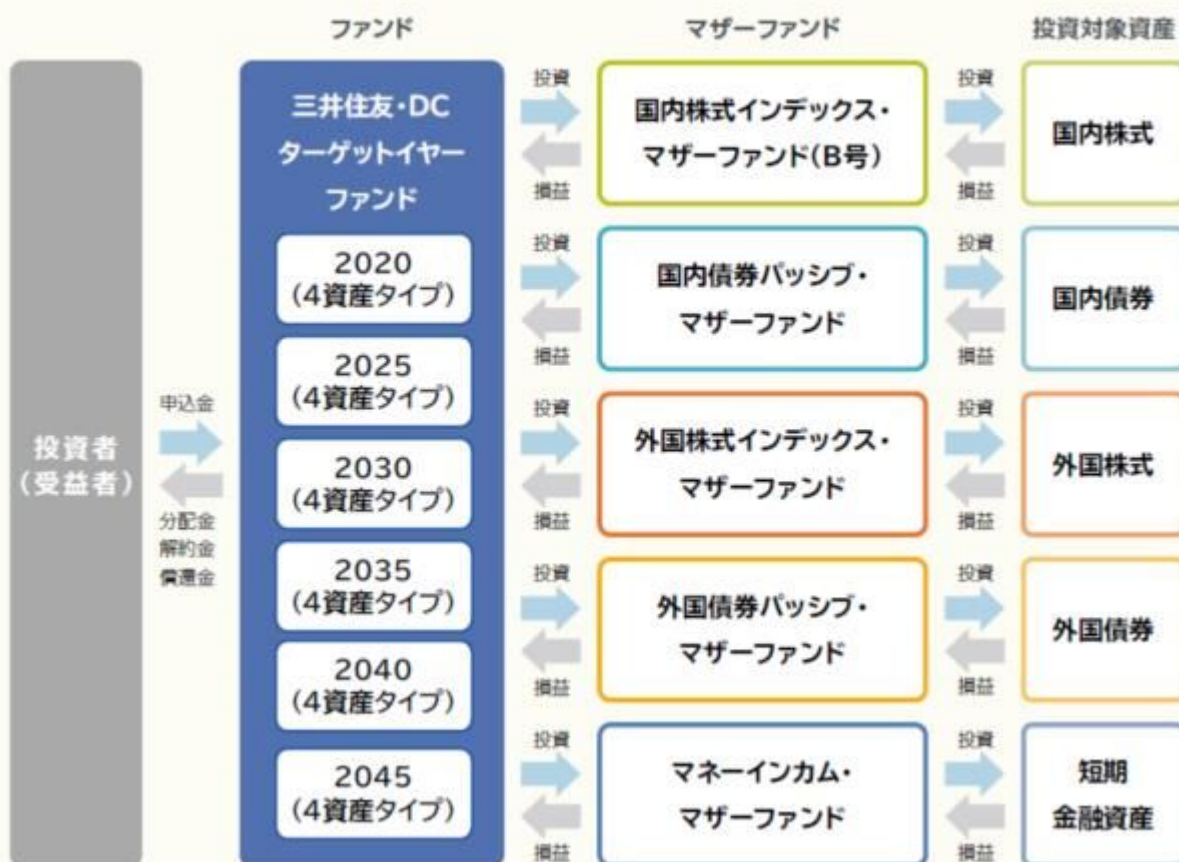 ファンド
マザーファンド
投資対象資産
投資者
(受益者)
申込金
分配金
解約金
償還金
三井住友・DC
ターゲットイヤー
ファンド
2020
(4資産タイプ)
2025
(4資産タイプ)
2030
(4資産タイプ)
2035
(4資産タイプ)
2040
(4資産タイプ)
2045
(4資産タイプ)
投資
損益
国内株式インデックス・
マザーファンド(B号)
投資
損益
国内株式
投資
損益
国内債券パッシブ・
マザーファンド
投資
損益
国内債券
投資
損益
外国株式インデックス・
マザーファンド
投資
損益
外国株式
投資
損益
外国債券パッシブ・
マザーファンド
投資
損益
外国債券
投資
損益
マネーインカム・
マザーファンド
投資
損益
短期
金融資産